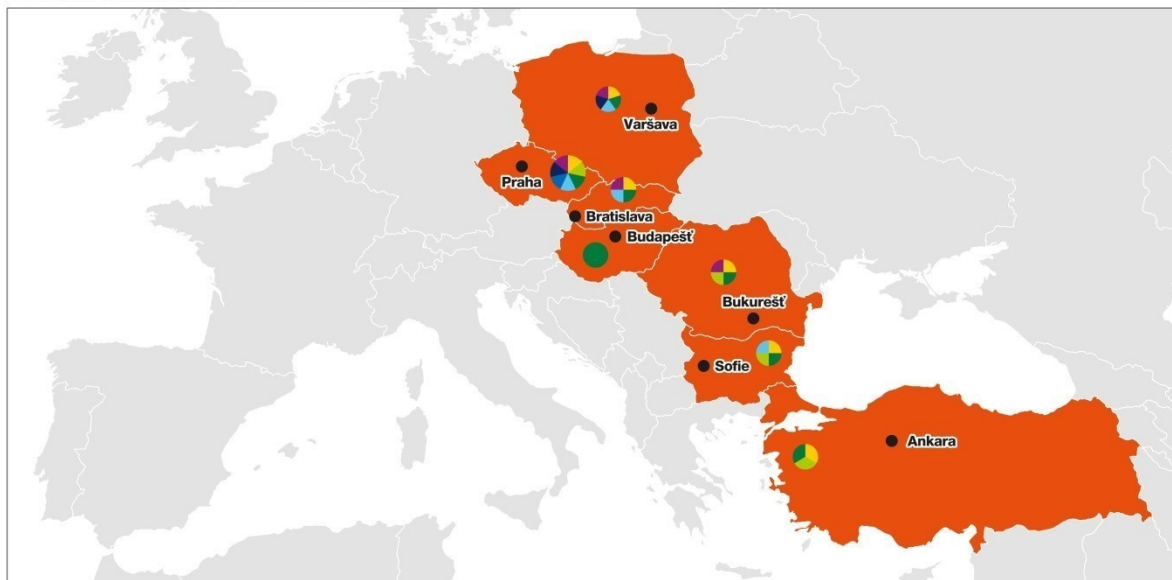 Varšava
Praha
Bratislava
Budapešť
Bukurešť
Sofie
Ankara